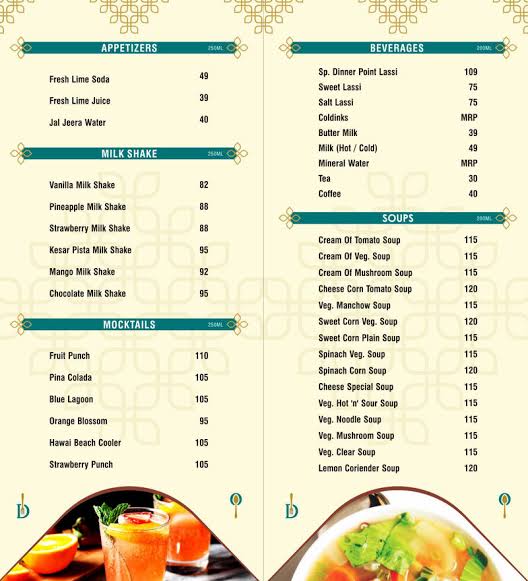 APPETIZERS 250ML
Fresh Lime Soda 49
Fresh Lime Juice 39
Jal Jeera Water 40
MILK SHAKE 250ML
Vanilla Milk Shake 82
Pineapple Milk Shake 88
Strawberry Milk Shake 88
Kesar Pista Milk Shake 95
Mango Milk Shake 92
Chocolate Milk Shake 95
MOCKTAILS 250ML
Fruit Punch 110
Pina Colada 105
Blue Lagoon 105
Orange Blossom 95
Hawai Beach Cooler 105
Strawberry Punch 105
D
BEVERAGES 200ML
Sp. Dinner Point Lassi 109
Sweet Lassi 75
Salt Lassi 75
Coldinks MRP
Butter Milk 39
Milk (Hot / Cold) 49
Mineral Water MRP
Tea 30
Coffee 40
SOUPS 200ML
Cream Of Tomato Soup 115
Cream Of Veg. Soup 115
Cream Of Mushroom Soup 115
Cheese Corn Tomato Soup 120
Veg. Manchow Soup 115
Sweet Corn Veg. Soup 120
Sweet Corn Plain Soup 115
Spinach Veg. Soup 115
Spinach Corn Soup 120
Cheese Special Soup 115
Veg. Hot 'n' Sour Soup 115
Veg. Noodle Soup 115
Veg. Mushroom Soup 115
Veg. Clear Soup 115
Lemon Coriender Soup 120
D